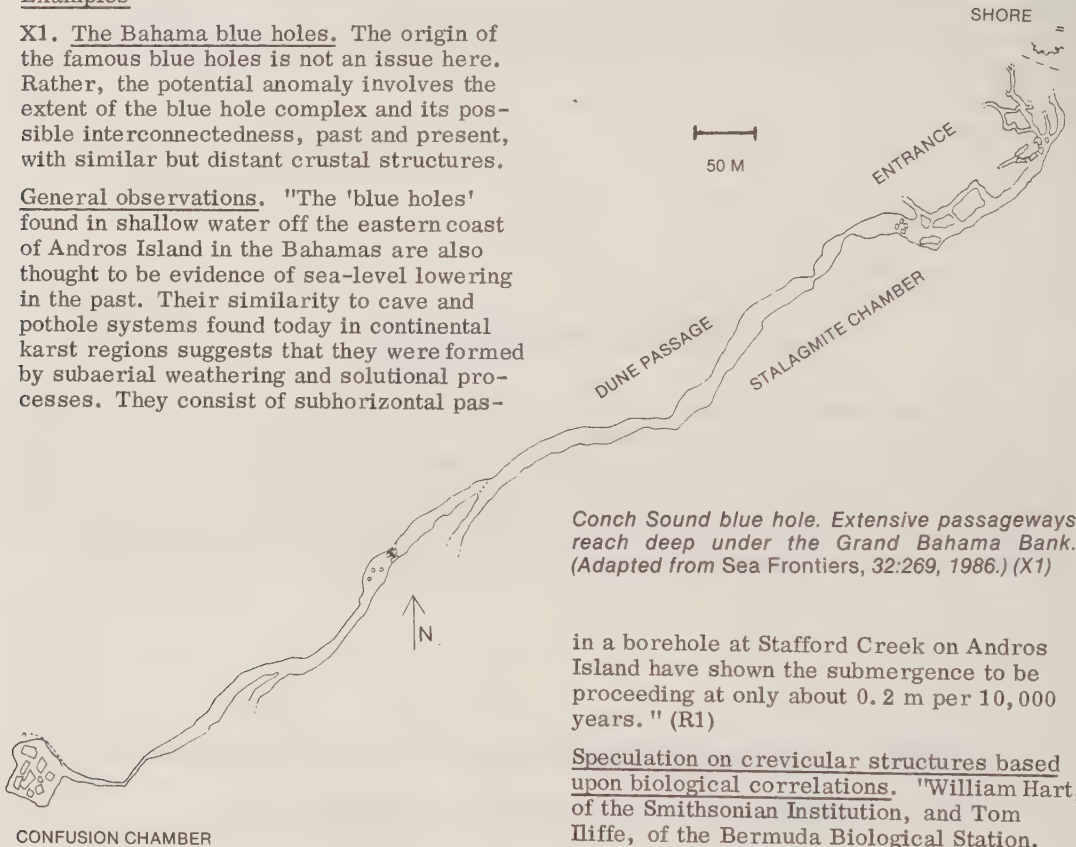 Examples
X1. The Bahama blue holes. The origin of
the famous blue holes is not an issue here.
Rather, the potential anomaly involves the
extent of the blue hole complex and its pos-
sible interconnectedness, past and present,
with similar but distant crustal structures.
General observations. "The 'blue holes'
found in shallow water off the eastern coast
of Andros Island in the Bahamas are also
thought to be evidence of sea-level lowering
in the past. Their similarity to cave and
pothole systems found today in continental
karst regions suggests that they were formed
by subaerial weathering and solutional pro-
cesses. They consist of subhorizontal pas-
SHORE
50 M
ENTRANCE
DUNE PASSAGE
STALAGMITE CHAMBER
N
CONFUSION CHAMBER
Conch Sound blue hole. Extensive passageways
reach deep under the Grand Bahama Bank.
(Adapted from Sea Frontiers, 32:269, 1986.) (X1)
in a borehole at Stafford Creek on Andros
Island have shown the submergence to be
proceeding at only about 0.2 m per 10,000
years." (R1)
Speculation on crevicular structures based
upon biological correlations. "William Hart,
of the Smithsonian Institution, and Tom
Iliffe, of the Bermuda Biological Station,